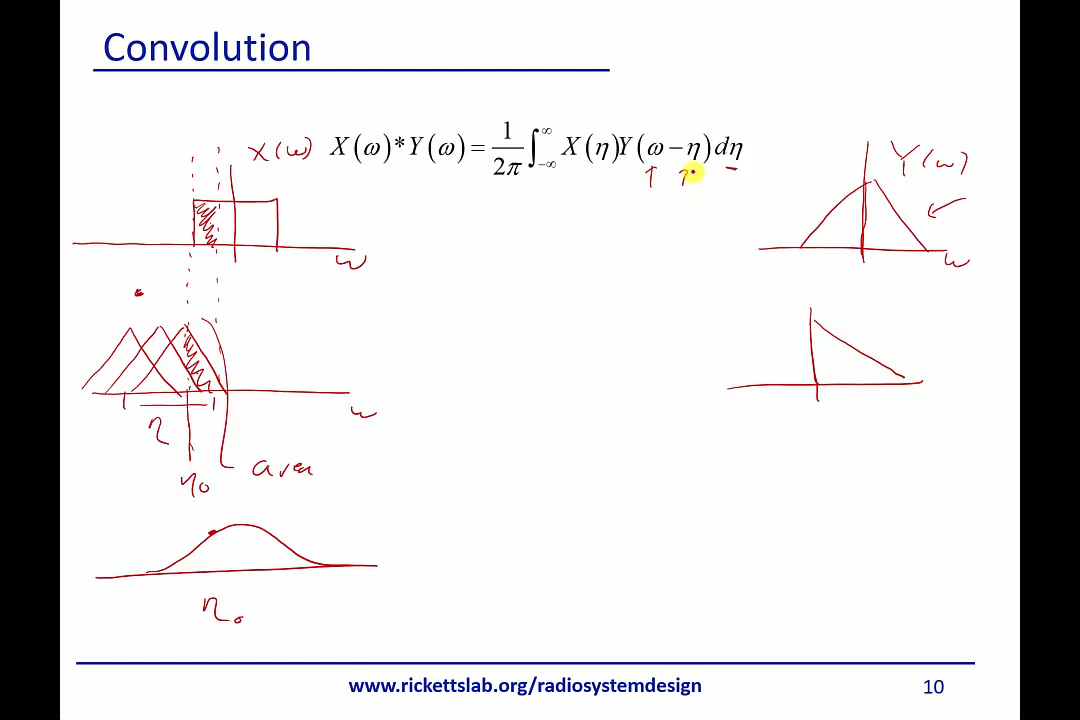 Convolution
X(ω)*Y(ω) = 1/2π ∫_{-∞}^{∞} X(η)Y(ω−η)dη
X(ω)
Y(ω)
ω
ω
ω
η
η0
area
η0
www.rickettslab.org/radiosystemdesign
10